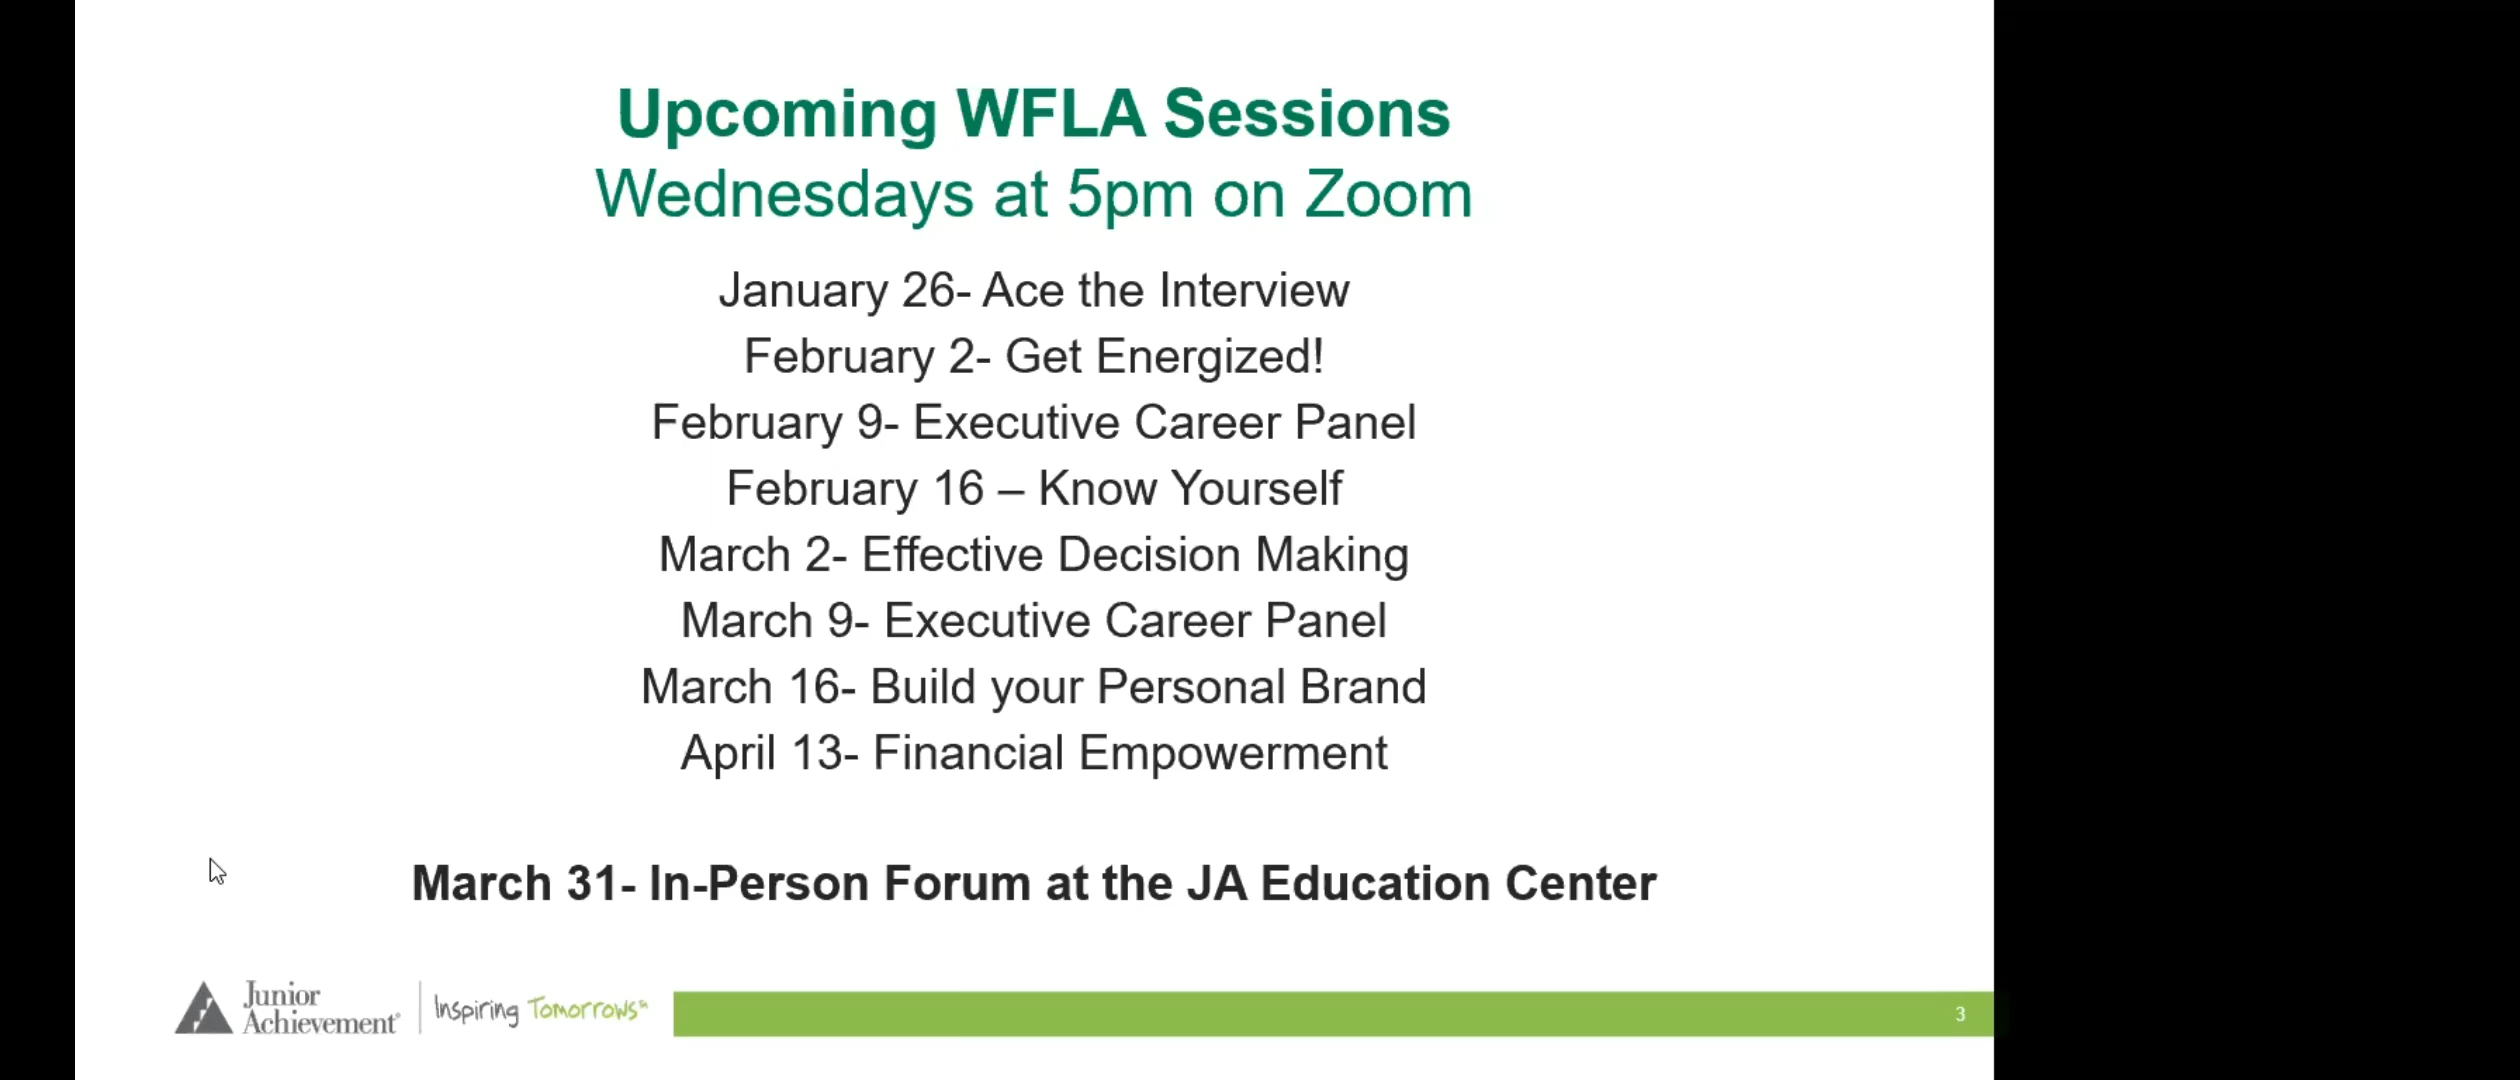 Upcoming WFLA Sessions
Wednesdays at 5pm on Zoom
January 26- Ace the Interview
February 2- Get Energized!
February 9- Executive Career Panel
February 16 – Know Yourself
March 2- Effective Decision Making
March 9- Executive Career Panel
March 16- Build your Personal Brand
April 13- Financial Empowerment
March 31- In-Person Forum at the JA Education Center
Junior
Achievement®
Inspiring Tomorrows℠
3